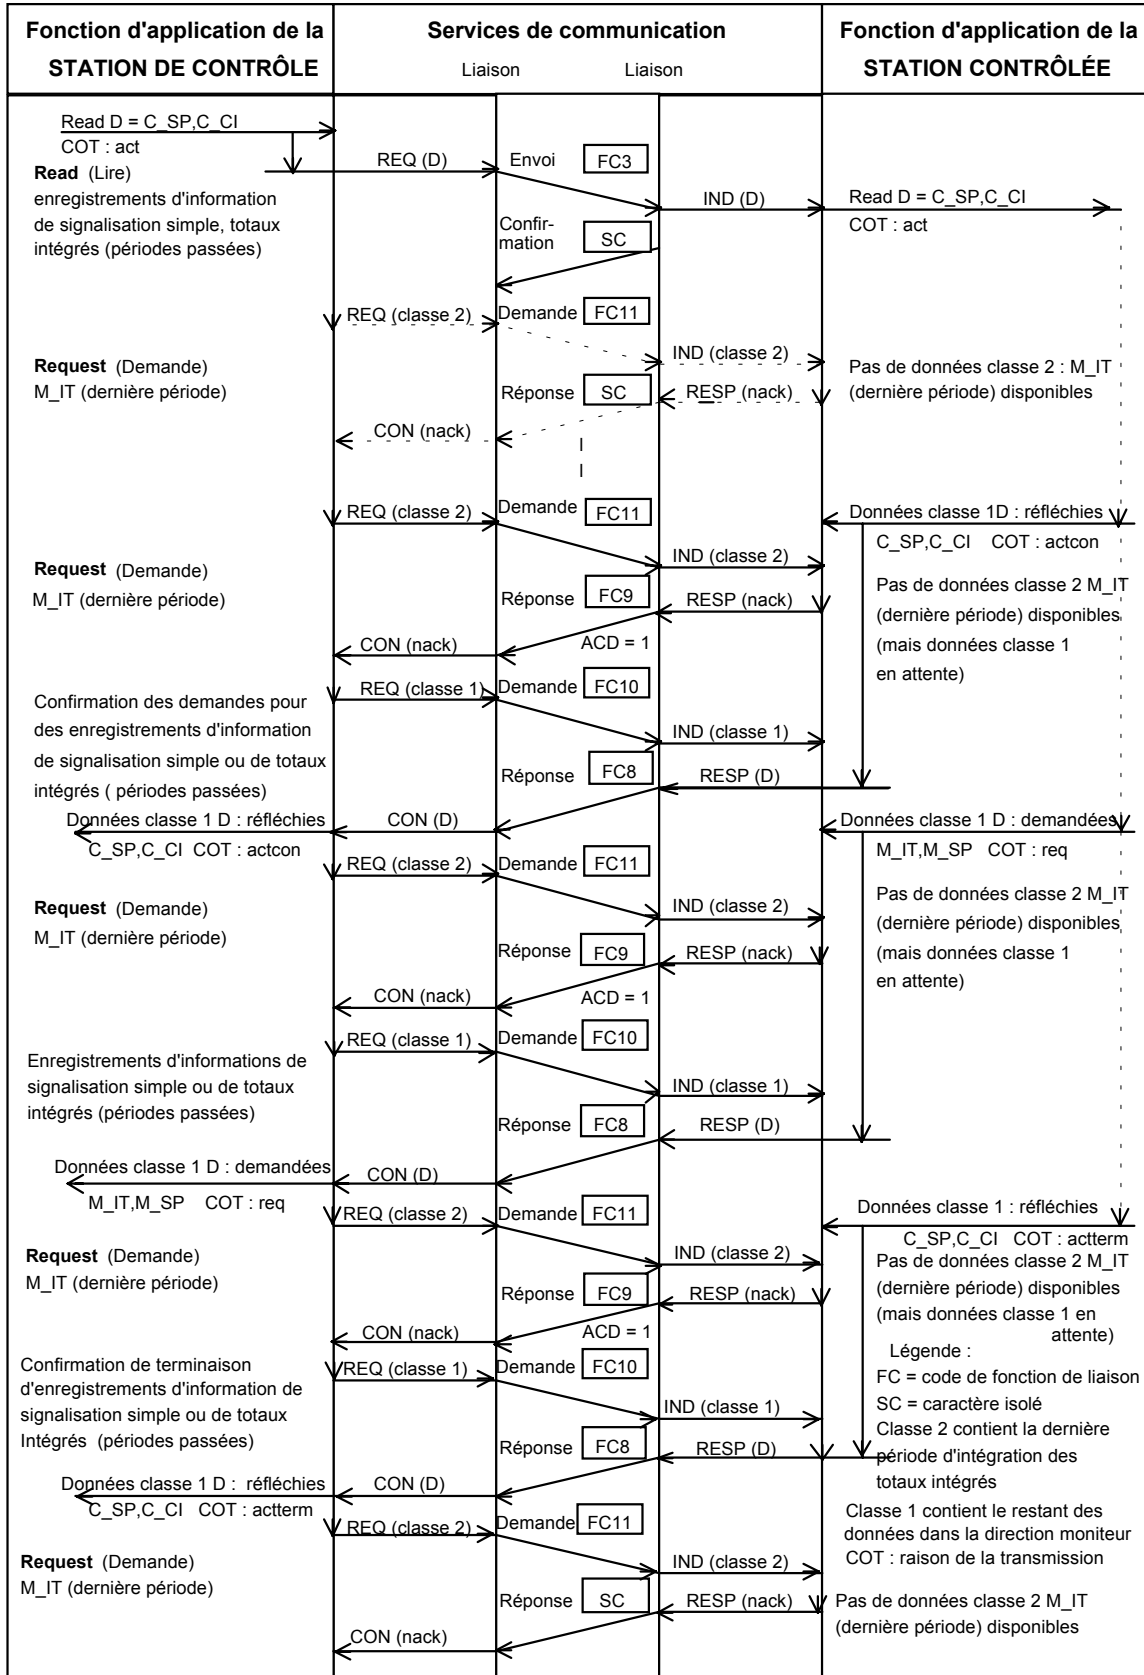 Fonction d'application de la
STATION DE CONTRÔLE
Services de communication
Liaison
Liaison
Fonction d'application de la
STATION CONTRÔLÉE
Read D = C_SP,C_CI
COT : act
Read (Lire)
enregistrements d'information
de signalisation simple, totaux
intégrés (périodes passées)
REQ (D)
Envoi
FC3
IND (D)
Read D = C_SP,C_CI
COT : act
Confir-
mation
SC
REQ (classe 2)
Demande
FC11
IND (classe 2)
Request (Demande)
M_IT (dernière période)
Réponse
SC
RESP (nack)
Pas de données classe 2 : M_IT
(dernière période) disponibles
CON (nack)
REQ (classe 2)
Demande
FC11
Données classe 1D : réfléchies
C_SP,C_CI COT : actcon
IND (classe 2)
Request (Demande)
M_IT (dernière période)
Réponse
FC9
RESP (nack)
Pas de données classe 2 M_IT
(dernière période) disponibles
(mais données classe 1
en attente)
CON (nack)
ACD = 1
REQ (classe 1)
Demande
FC10
Confirmation des demandes pour
des enregistrements d'information
de signalisation simple ou de totaux
intégrés ( périodes passées)
IND (classe 1)
Réponse
FC8
RESP (D)
Données classe 1 D : réfléchies
C_SP,C_CI COT : actcon
CON (D)
Données classe 1 D : demandées
M_IT,M_SP COT : req
REQ (classe 2)
Demande
FC11
IND (classe 2)
Request (Demande)
M_IT (dernière période)
Pas de données classe 2 M_IT
(dernière période) disponibles
(mais données classe 1
en attente)
Réponse
FC9
RESP (nack)
CON (nack)
ACD = 1
REQ (classe 1)
Demande
FC10
Enregistrements d'informations de
signalisation simple ou de totaux
intégrés (périodes passées)
IND (classe 1)
Réponse
FC8
RESP (D)
Données classe 1 D : demandées
M_IT,M_SP COT : req
CON (D)
REQ (classe 2)
Demande
FC11
Données classe 1 : réfléchies
C_SP,C_CI COT : actterm
IND (classe 2)
Request (Demande)
M_IT (dernière période)
Pas de données classe 2 M_IT
(dernière période) disponibles
(mais données classe 1 en
attente)
Réponse
FC9
RESP (nack)
CON (nack)
ACD = 1
REQ (classe 1)
Demande
FC10
Confirmation de terminaison
d'enregistrements d'information de
signalisation simple ou de totaux
Intégrés (périodes passées)
IND (classe 1)
Légende :
FC = code de fonction de liaison
SC = caractère isolé
Classe 2 contient la dernière
période d'intégration des
totaux intégrés
Classe 1 contient le restant des
données dans la direction moniteur
COT : raison de la transmission
Réponse
FC8
RESP (D)
Données classe 1 D : réfléchies
C_SP,C_CI COT : actterm
CON (D)
REQ (classe 2)
Demande
FC11
IND (classe 2)
Request (Demande)
M_IT (dernière période)
Réponse
SC
RESP (nack)
Pas de données classe 2 M_IT
(dernière période) disponibles
CON (nack)